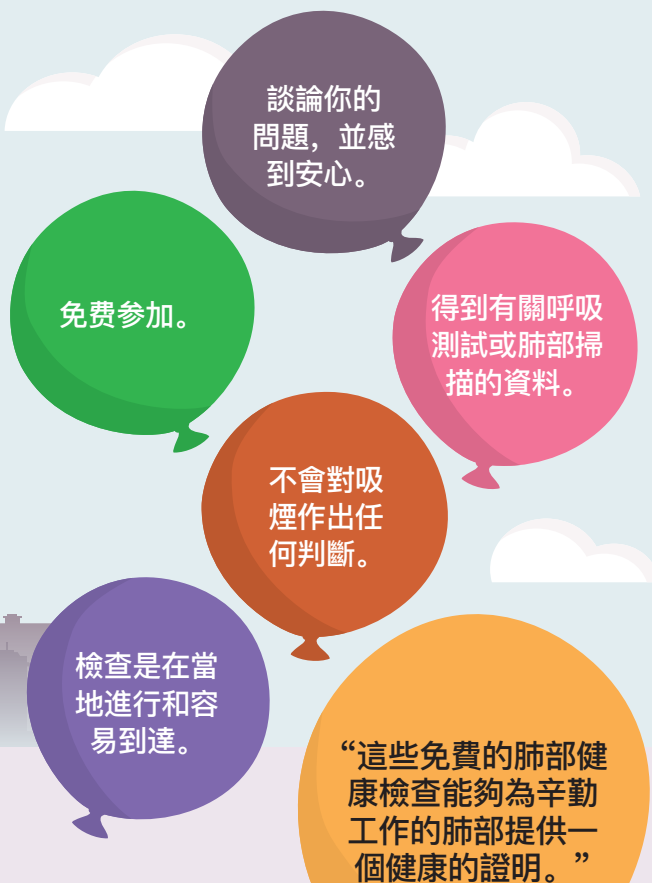 談論你的
問題，並感
到安心。
免费参加。
得到有關呼吸
測試或肺部掃
描的資料。
不會對吸
煙作出任
何判斷。
檢查是在當
地進行和容
易到達。
“這些免費的肺部健
康檢查能夠為辛勤
工作的肺部提供一
個健康的證明。”